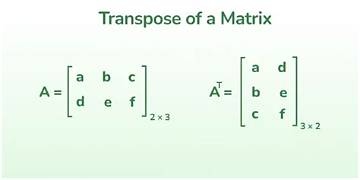 Transpose of a Matrix
A = [ a b c
d e f ] 2 × 3
Aᵀ = [ a d
b e
c f ] 3 × 2